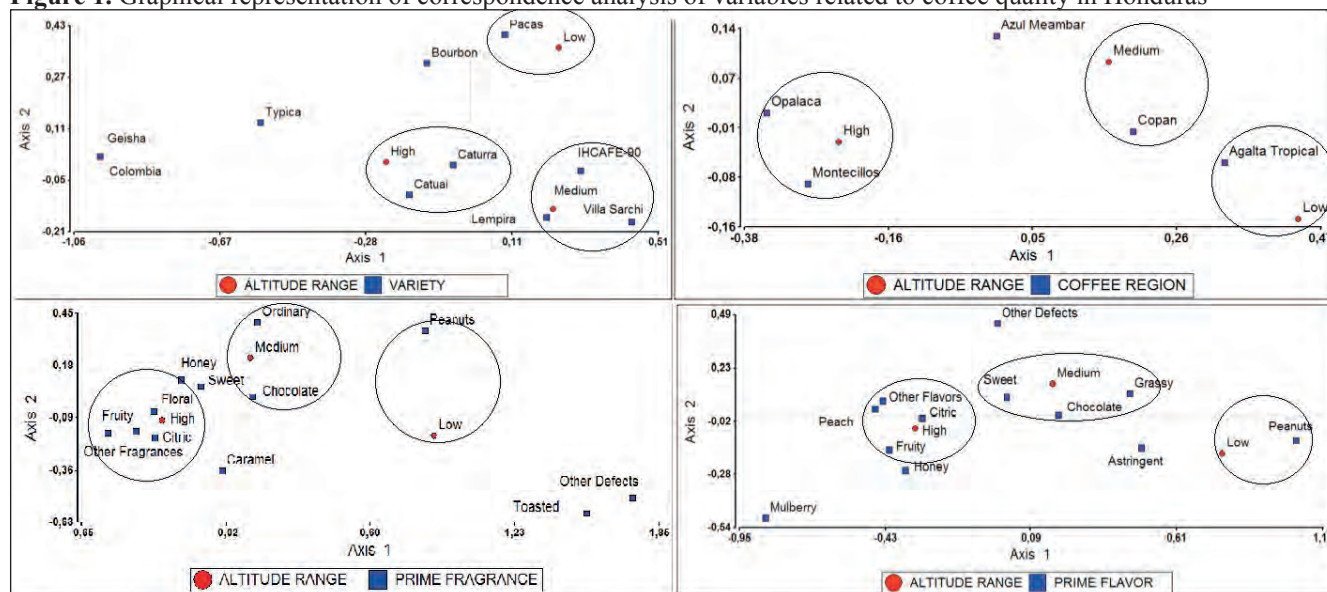 Figure 1. Graphical representation of correspondence analysis of variables related to coffee quality in Honduras
0,43
Pacas
Low
Bourbon
0,27
Axis 2
Typica
0,11
Geisha
High
Caturra
IHCAFE-90
Colombia
-0,05
Catuai
Medium
Lempira
Villa Sarchi
-0,21
-1,06 -0,67 -0,28 0,11 0,51
Axis 1
ALTITUDE RANGE VARIETY
0,14
Azul Meambar
Medium
0,07
Axis 2
Opalaca
High
Copan
-0,01
Agalta Tropical
-0,08
Montecillos
Low
-0,16
-0,38 -0,16 0,05 0,26 0,47
Axis 1
ALTITUDE RANGE COFFEE REGION
0,45
Ordinary
Peanuts
Medium
0,19
Honey
Sweet
Axis 2
Chocolate
-0,09
Floral
Fruity
High
Citric
Low
Other Fragrances
-0,36
Caramel
Other Defects
Toasted
-0,63
0,60 1,23
Axis 1
ALTITUDE RANGE PRIME FRAGRANCE
0,49
Other Defects
0,23
Sweet
Medium
Grassy
Axis 2
Other Flavors
Peach
Citric
Chocolate
-0,02
High
Fruity
Low
Peanuts
Honey
Astringent
-0,28
Mulberry
-0,54
-0,95 -0,43 0,09 0,61 1,1
Axis 1
ALTITUDE RANGE PRIME FLAVOR